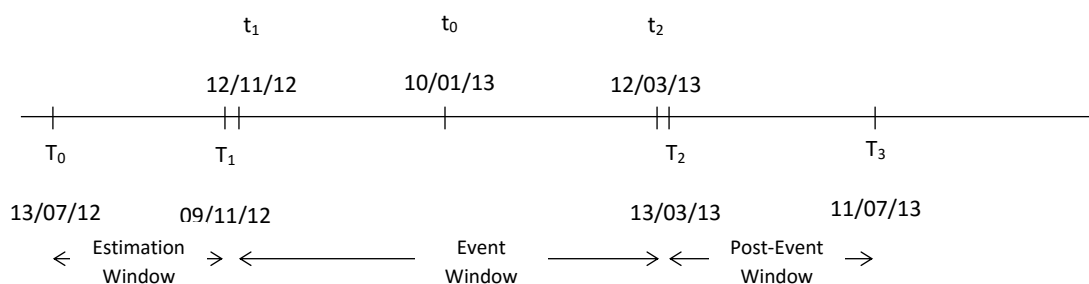 t1 t0 t2
12/11/12 10/01/13 12/03/13
T0 T1 T2 T3
13/07/12 09/11/12 13/03/13 11/07/13
Estimation Window
Event Window
Post-Event Window